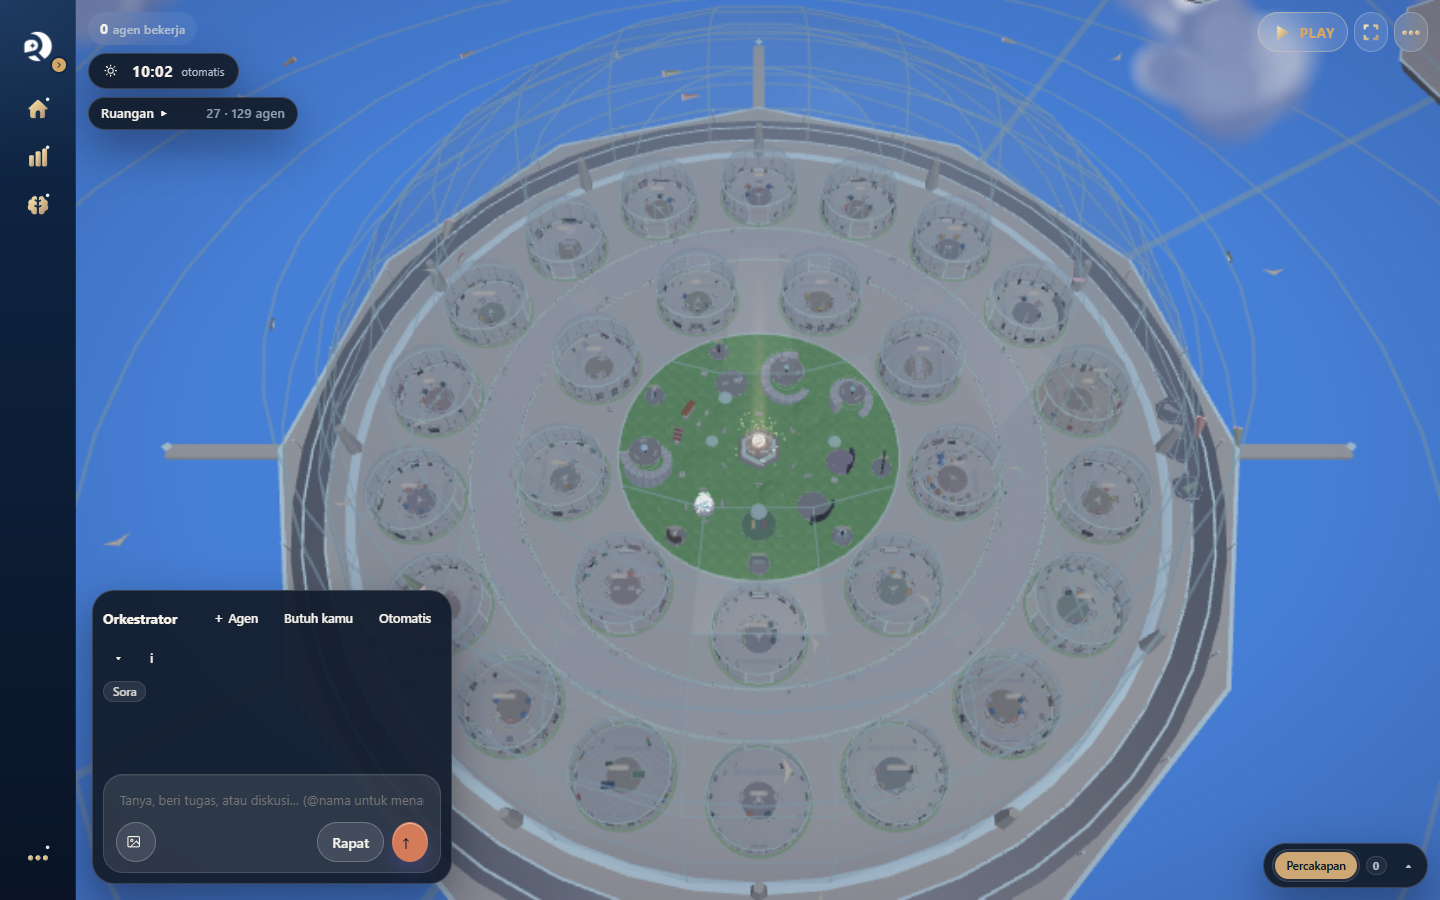 0 agen bekerja
10:02 otomatis
Ruangan ▸ 27 · 129 agen
PLAY
Orkestrator + Agen Butuh kamu Otomatis
i
Sora
Tanya, beri tugas, atau diskusi... (@nama untuk mena
Rapat ↑
Percakapan 0